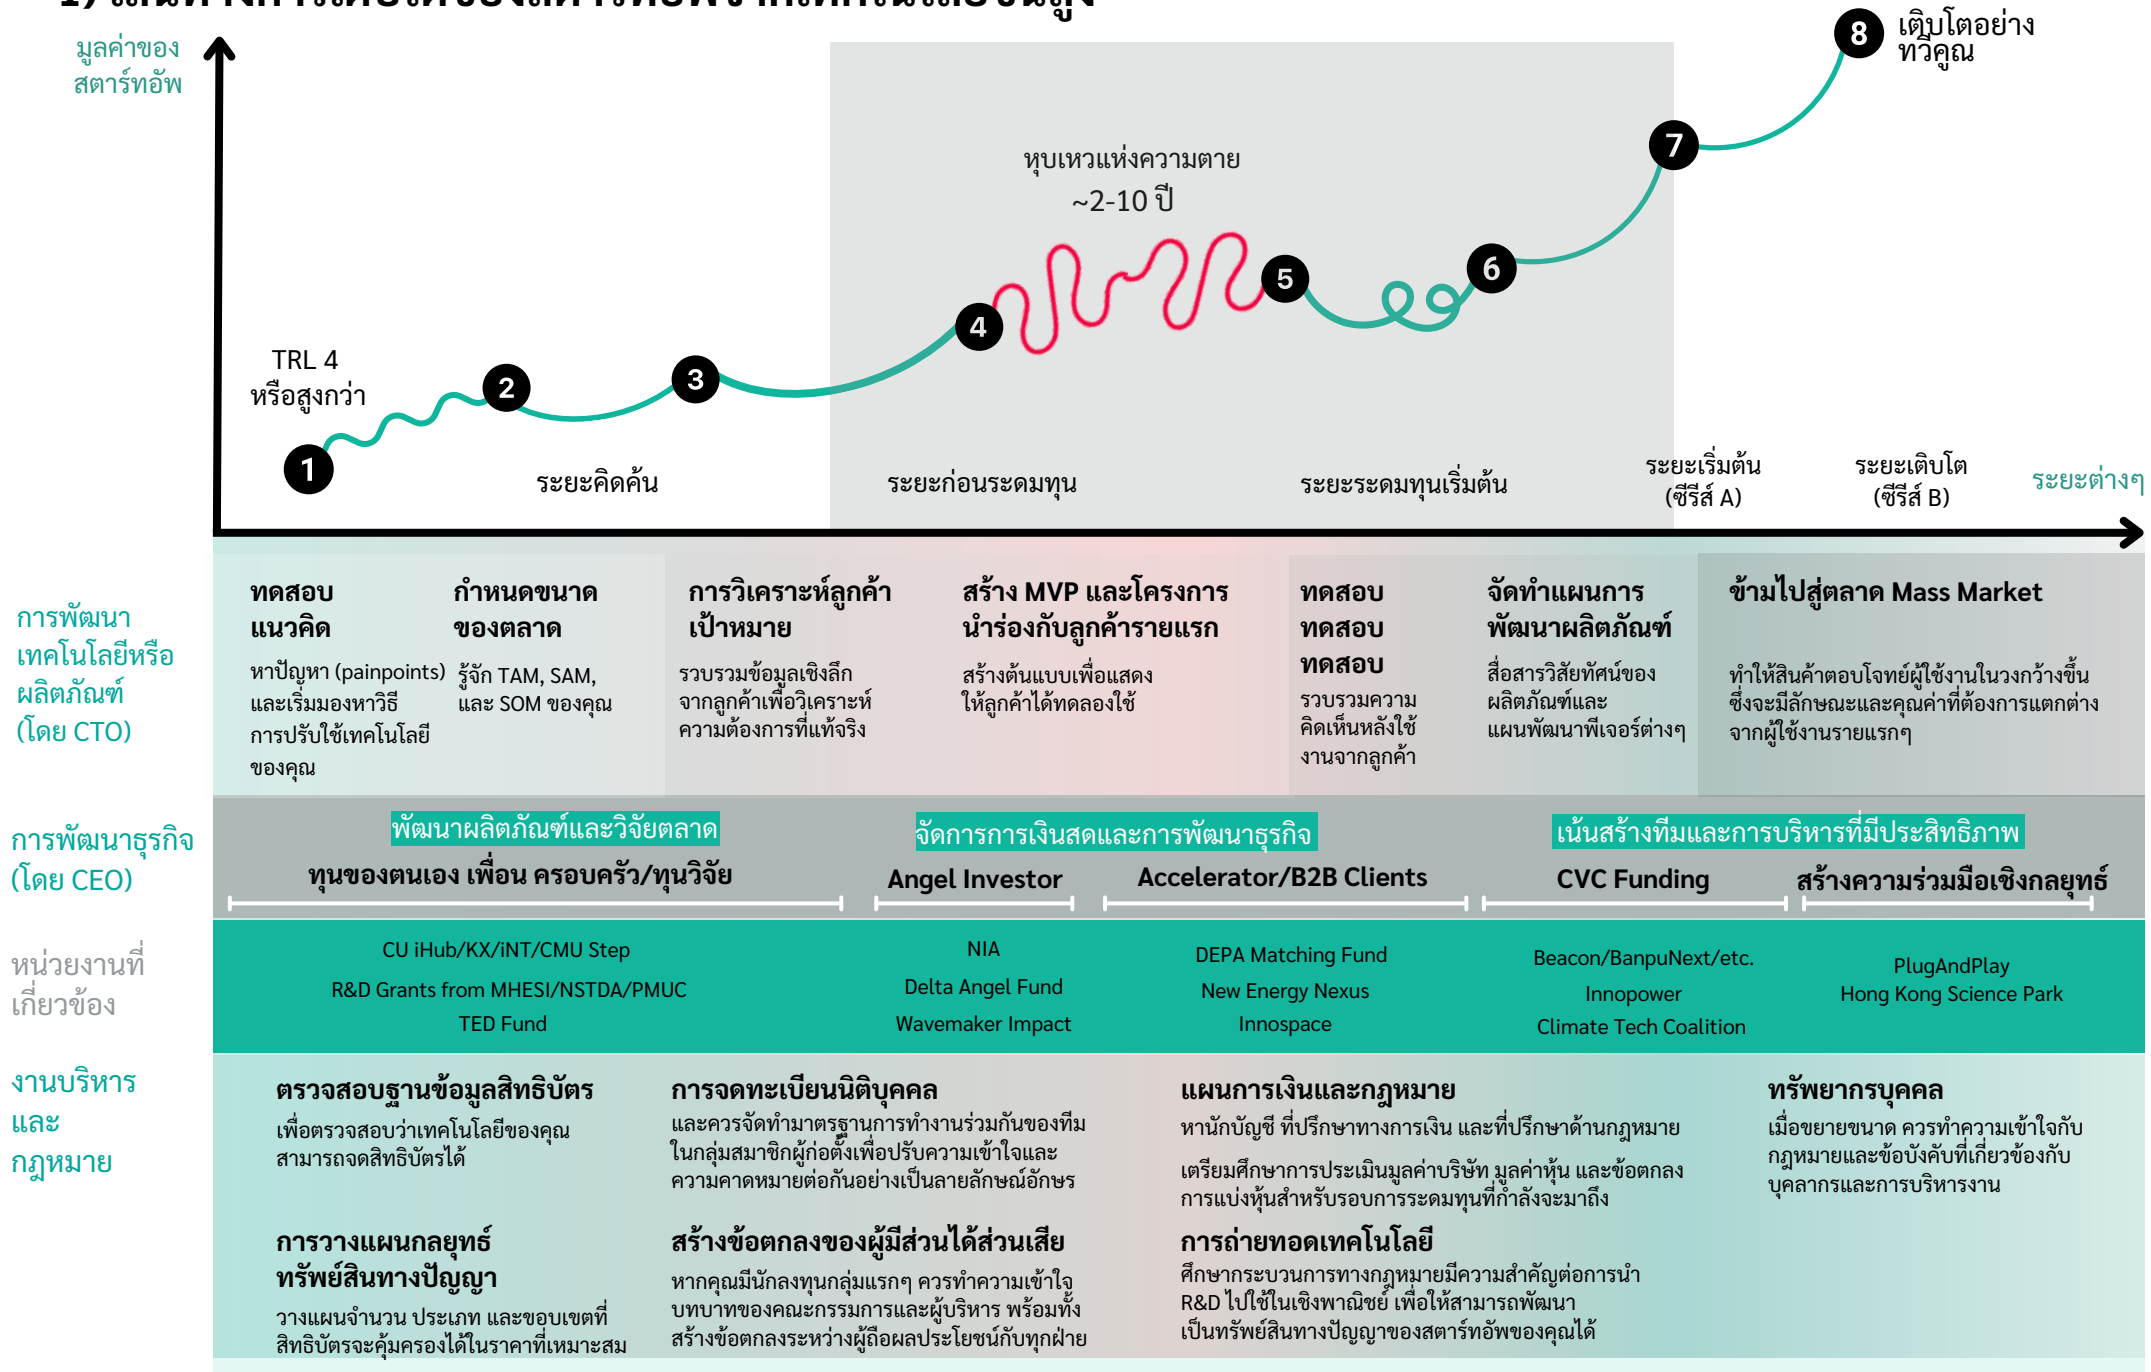 1) เส้นทางการเติบโตของสตาร์ทอัพจากเทคโนโลยีขั้นสูง
มูลค่าของ
สตาร์ทอัพ
8
เติบโตอย่าง
ทวีคูณ
7
หุบเหวแห่งความตาย
~2-10 ปี
6
5
4
3
2
TRL 4
หรือสูงกว่า
1
ระยะคิดค้น
ระยะก่อนระดมทุน
ระยะระดมทุนเริ่มต้น
ระยะเริ่มต้น
(ซีรีส์ A)
ระยะเติบโต
(ซีรีส์ B)
ระยะต่างๆ
การพัฒนา
เทคโนโลยีหรือ
ผลิตภัณฑ์
(โดย CTO)
ทดสอบ
แนวคิด
หาปัญหา (painpoints)
และเริ่มมองหาวิธี
การปรับใช้เทคโนโลยี
ของคุณ
กำหนดขนาด
ของตลาด
รู้จัก TAM, SAM,
และ SOM ของคุณ
การวิเคราะห์ลูกค้า
เป้าหมาย
รวบรวมข้อมูลเชิงลึก
จากลูกค้าเพื่อวิเคราะห์
ความต้องการที่แท้จริง
สร้าง MVP และโครงการ
นำร่องกับลูกค้ารายแรก
สร้างต้นแบบเพื่อแสดง
ให้ลูกค้าได้ทดลองใช้
ทดสอบ
ทดสอบ
ทดสอบ
รวบรวมความ
คิดเห็นหลังใช้
งานจากลูกค้า
จัดทำแผนการ
พัฒนาผลิตภัณฑ์
สื่อสารวิสัยทัศน์ของ
ผลิตภัณฑ์และ
แผนพัฒนาฟีเจอร์ต่างๆ
ข้ามไปสู่ตลาด Mass Market
ทำให้สินค้าตอบโจทย์ผู้ใช้งานในวงกว้างขึ้น
ซึ่งจะมีลักษณะและคุณค่าที่ต้องการแตกต่าง
จากผู้ใช้งานรายแรกๆ
การพัฒนาธุรกิจ
(โดย CEO)
พัฒนาผลิตภัณฑ์และวิจัยตลาด
จัดการการเงินสดและการพัฒนาธุรกิจ
เน้นสร้างทีมและการบริหารที่มีประสิทธิภาพ
ทุนของตนเอง เพื่อน ครอบครัว/ทุนวิจัย
Angel Investor
Accelerator/B2B Clients
CVC Funding
สร้างความร่วมมือเชิงกลยุทธ์
หน่วยงานที่
เกี่ยวข้อง
CU iHub/KX/iNT/CMU Step
R&D Grants from MHESI/NSTDA/PMUC
TED Fund
NIA
Delta Angel Fund
Wavemaker Impact
DEPA Matching Fund
New Energy Nexus
Innospace
Beacon/BanpuNext/etc.
Innopower
Climate Tech Coalition
PlugAndPlay
Hong Kong Science Park
งานบริหาร
และ
กฎหมาย
ตรวจสอบฐานข้อมูลสิทธิบัตร
เพื่อตรวจสอบว่าเทคโนโลยีของคุณ
สามารถจดสิทธิบัตรได้
การวางแผนกลยุทธ์
ทรัพย์สินทางปัญญา
วางแผนจำนวน ประเภท และขอบเขตที่
สิทธิบัตรจะคุ้มครองได้ในราคาที่เหมาะสม
การจดทะเบียนนิติบุคคล
และควรจัดทำมาตรฐานการทำงานร่วมกันของทีม
ในกลุ่มสมาชิกผู้ก่อตั้งเพื่อปรับความเข้าใจและ
ความคาดหมายต่อกันอย่างเป็นลายลักษณ์อักษร
สร้างข้อตกลงของผู้มีส่วนได้ส่วนเสีย
หากคุณมีนักลงทุนกลุ่มแรกๆ ควรทำความเข้าใจ
บทบาทของคณะกรรมการและผู้บริหาร พร้อมทั้ง
สร้างข้อตกลงระหว่างผู้ถือผลประโยชน์กับทุกฝ่าย
แผนการเงินและกฎหมาย
หานักบัญชี ที่ปรึกษาทางการเงิน และที่ปรึกษาด้านกฎหมาย
เตรียมศึกษาการประเมินมูลค่าบริษัท มูลค่าหุ้น และข้อตกลง
การแบ่งหุ้นสำหรับรอบการระดมทุนที่กำลังจะมาถึง
การถ่ายทอดเทคโนโลยี
ศึกษากระบวนการทางกฎหมายมีความสำคัญต่อการนำ
R&D ไปใช้ในเชิงพาณิชย์ เพื่อให้สามารถพัฒนา
เป็นทรัพย์สินทางปัญญาของสตาร์ทอัพของคุณได้
ทรัพยากรบุคคล
เมื่อขยายขนาด ควรทำความเข้าใจกับ
กฎหมายและข้อบังคับที่เกี่ยวข้องกับ
บุคลากรและการบริหารงาน